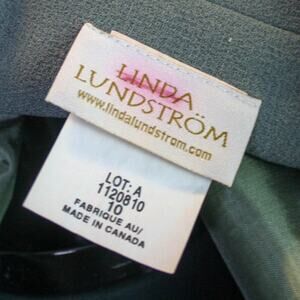 LINDA
LUNDSTRÖM
www.lindalundstrom.com
LOT: A
1120810
10
FABRIQUE AU/
MADE IN CANADA